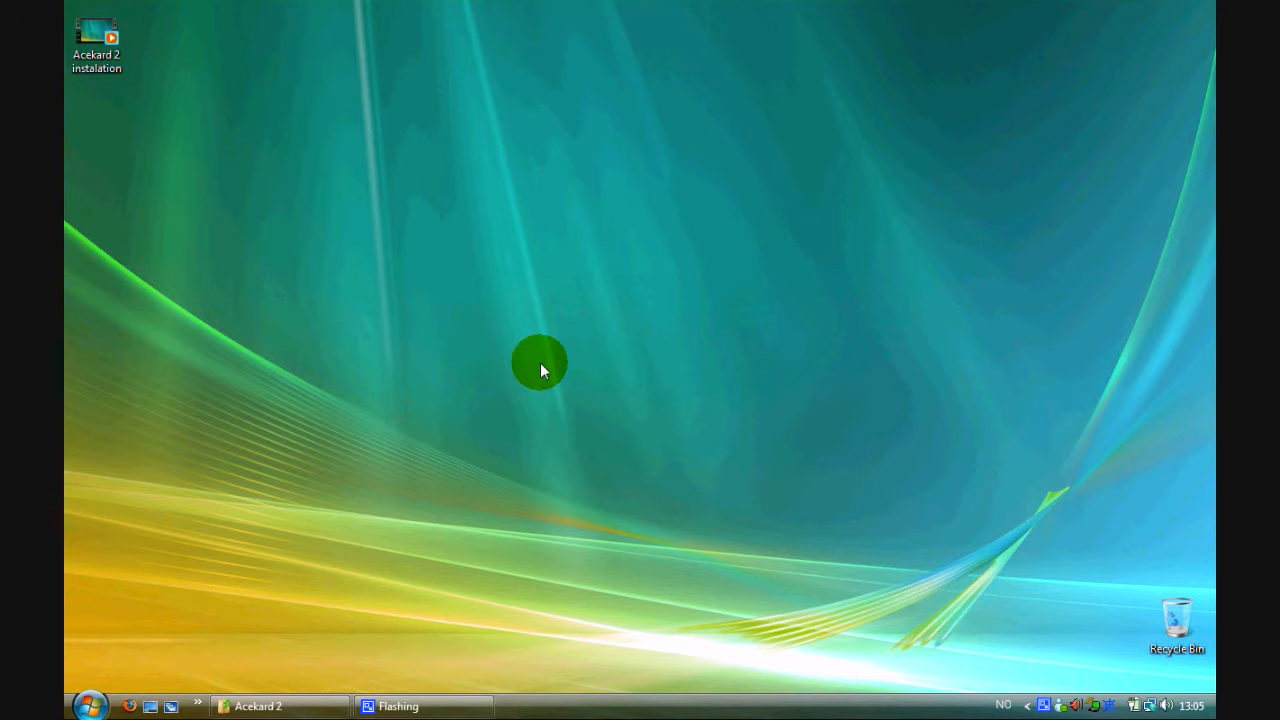 Acekard 2
instalation
Recycle Bin
Acekard 2
Flashing
NO
13:05